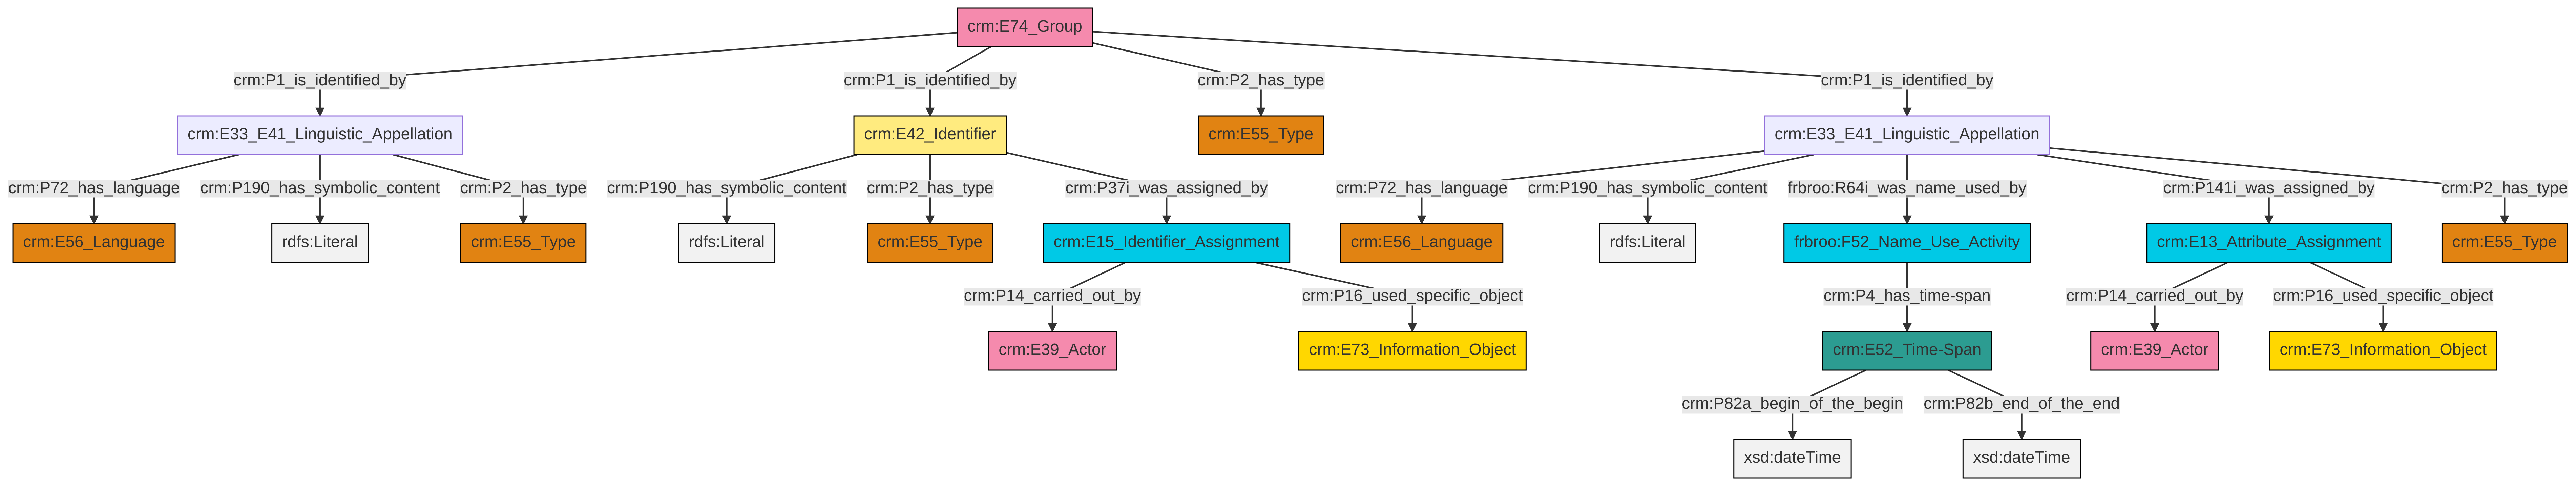 crm:E74_Group
crm:P1_is_identified_by
crm:P1_is_identified_by
crm:P2_has_type
crm:P1_is_identified_by
crm:E33_E41_Linguistic_Appellation
crm:E42_Identifier
crm:E55_Type
crm:E33_E41_Linguistic_Appellation
crm:P72_has_language
crm:P190_has_symbolic_content
crm:P2_has_type
crm:P190_has_symbolic_content
crm:P2_has_type
crm:P37i_was_assigned_by
crm:P72_has_language
crm:P190_has_symbolic_content
frbroo:R64i_was_name_used_by
crm:P141i_was_assigned_by
crm:P2_has_type
crm:E56_Language
rdfs:Literal
crm:E55_Type
rdfs:Literal
crm:E55_Type
crm:E15_Identifier_Assignment
crm:E56_Language
rdfs:Literal
frbroo:F52_Name_Use_Activity
crm:E13_Attribute_Assignment
crm:E55_Type
crm:P14_carried_out_by
crm:P16_used_specific_object
crm:P4_has_time-span
crm:P14_carried_out_by
crm:P16_used_specific_object
crm:E39_Actor
crm:E73_Information_Object
crm:E52_Time-Span
crm:E39_Actor
crm:E73_Information_Object
crm:P82a_begin_of_the_begin
crm:P82b_end_of_the_end
xsd:dateTime
xsd:dateTime